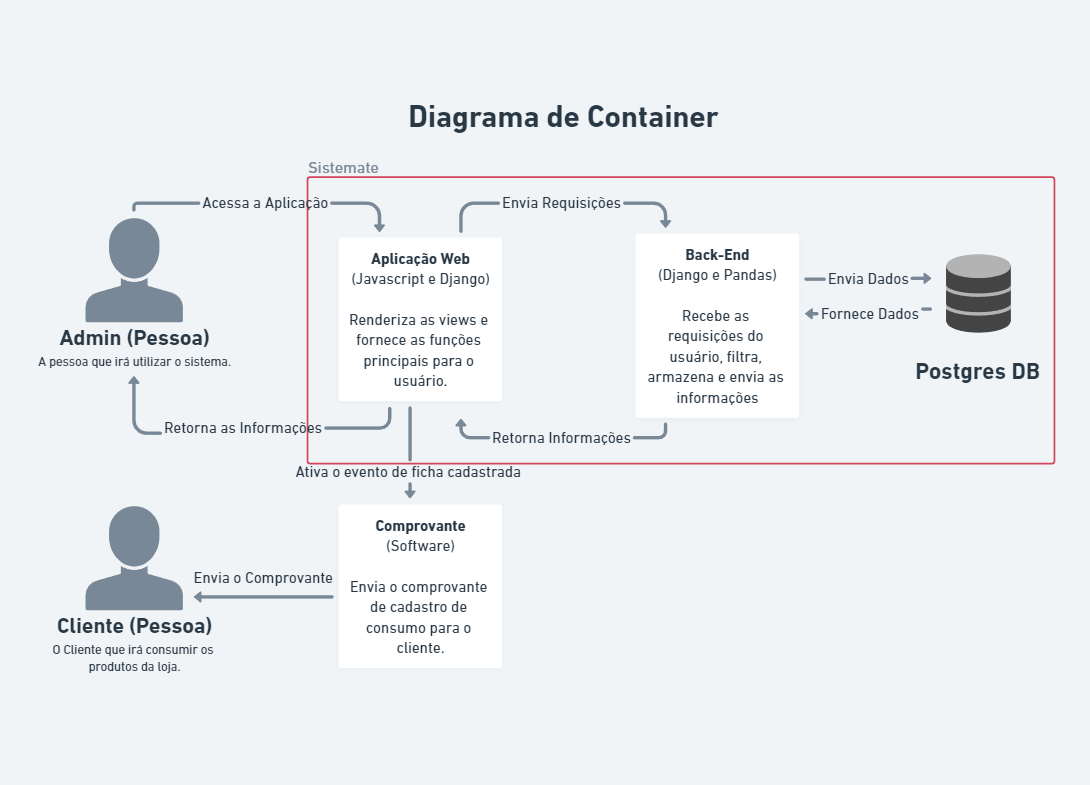 Diagrama de Container
Sistemate
Acessa a Aplicação
Envia Requisições
Aplicação Web
(Javascript e Django)
Renderiza as views e
fornece as funções
principais para o
usuário.
Back-End
(Django e Pandas)
Recebe as
requisições do
usuário, filtra,
armazena e envia as
informações
Envia Dados
Fornece Dados
Postgres DB
Admin (Pessoa)
A pessoa que irá utilizar o sistema.
Retorna as Informações
Retorna Informações
Ativa o evento de ficha cadastrada
Comprovante
(Software)
Envia o comprovante
de cadastro de
consumo para o
cliente.
Envia o Comprovante
Cliente (Pessoa)
O Cliente que irá consumir os
produtos da loja.